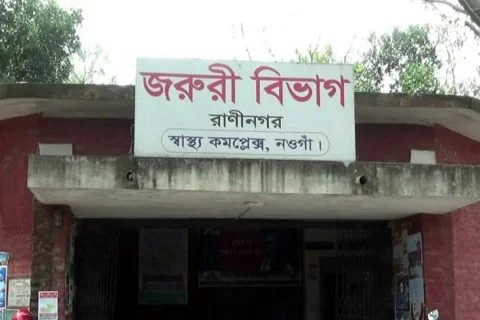 জরুরী বিভাগ
রাণীনগর
স্বাস্থ্য কমপ্লেক্স, নওগাঁ।